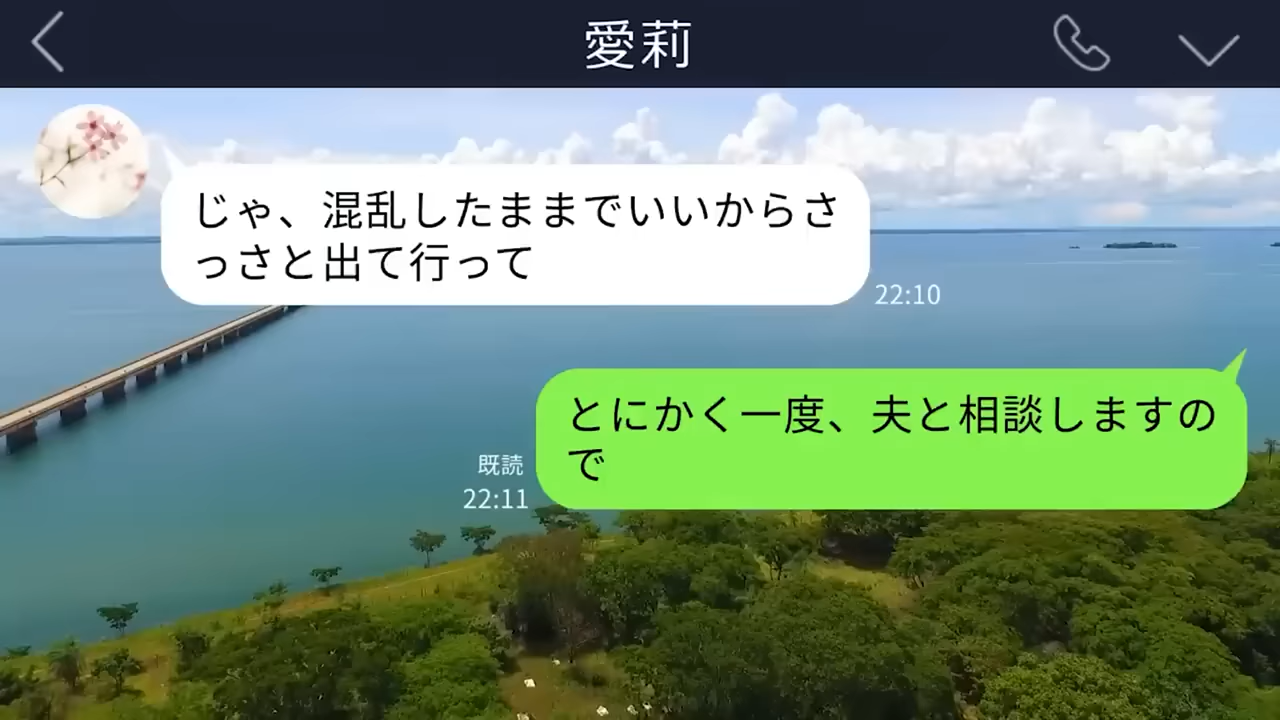 愛莉
じゃ、混乱したままでいいからさ
っさと出て行って
22:10
とにかく一度、夫と相談しますの
で
既読
22:11